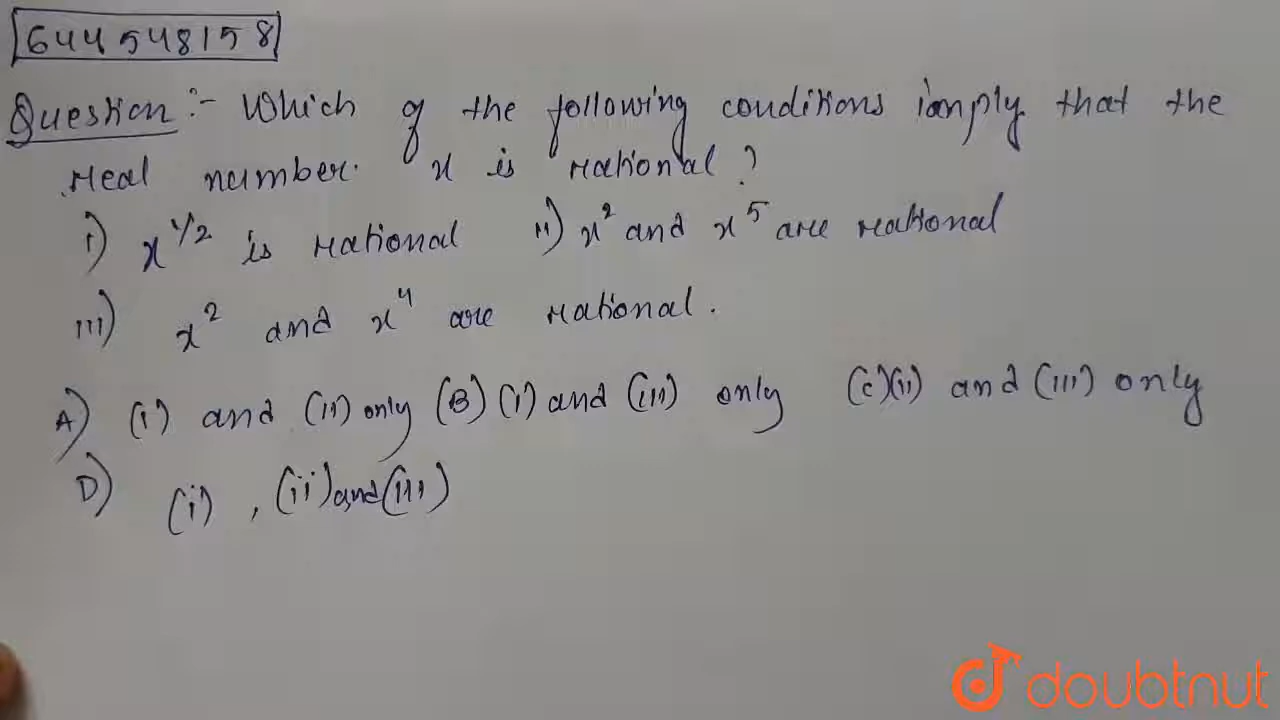 644548158
Question :- Which of the following conditions imply that the
real number. x is rational?
I) x^1/2 is rational II) x^2 and x^5 are rational
III) x^2 and x^4 are rational.
A) (i) and (ii) only (B) (i) and (iii) only (c) (ii) and (iii) only
D) (i) , (ii) and (iii)
doubtnut